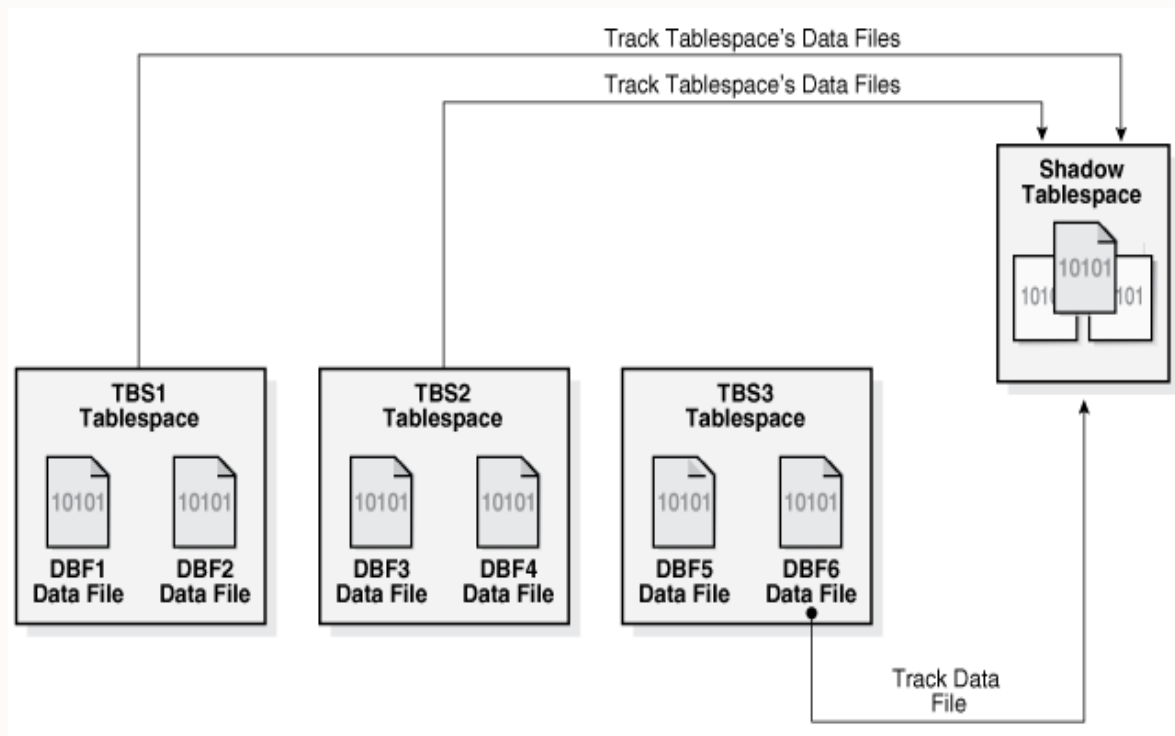 Track Tablespace's Data Files
Track Tablespace's Data Files
Shadow
Tablespace
10101
101
101
TBS1
Tablespace
10101
10101
DBF1
Data File
DBF2
Data File
TBS2
Tablespace
10101
10101
DBF3
Data File
DBF4
Data File
TBS3
Tablespace
10101
10101
DBF5
Data File
DBF6
Data File
Track Data
File